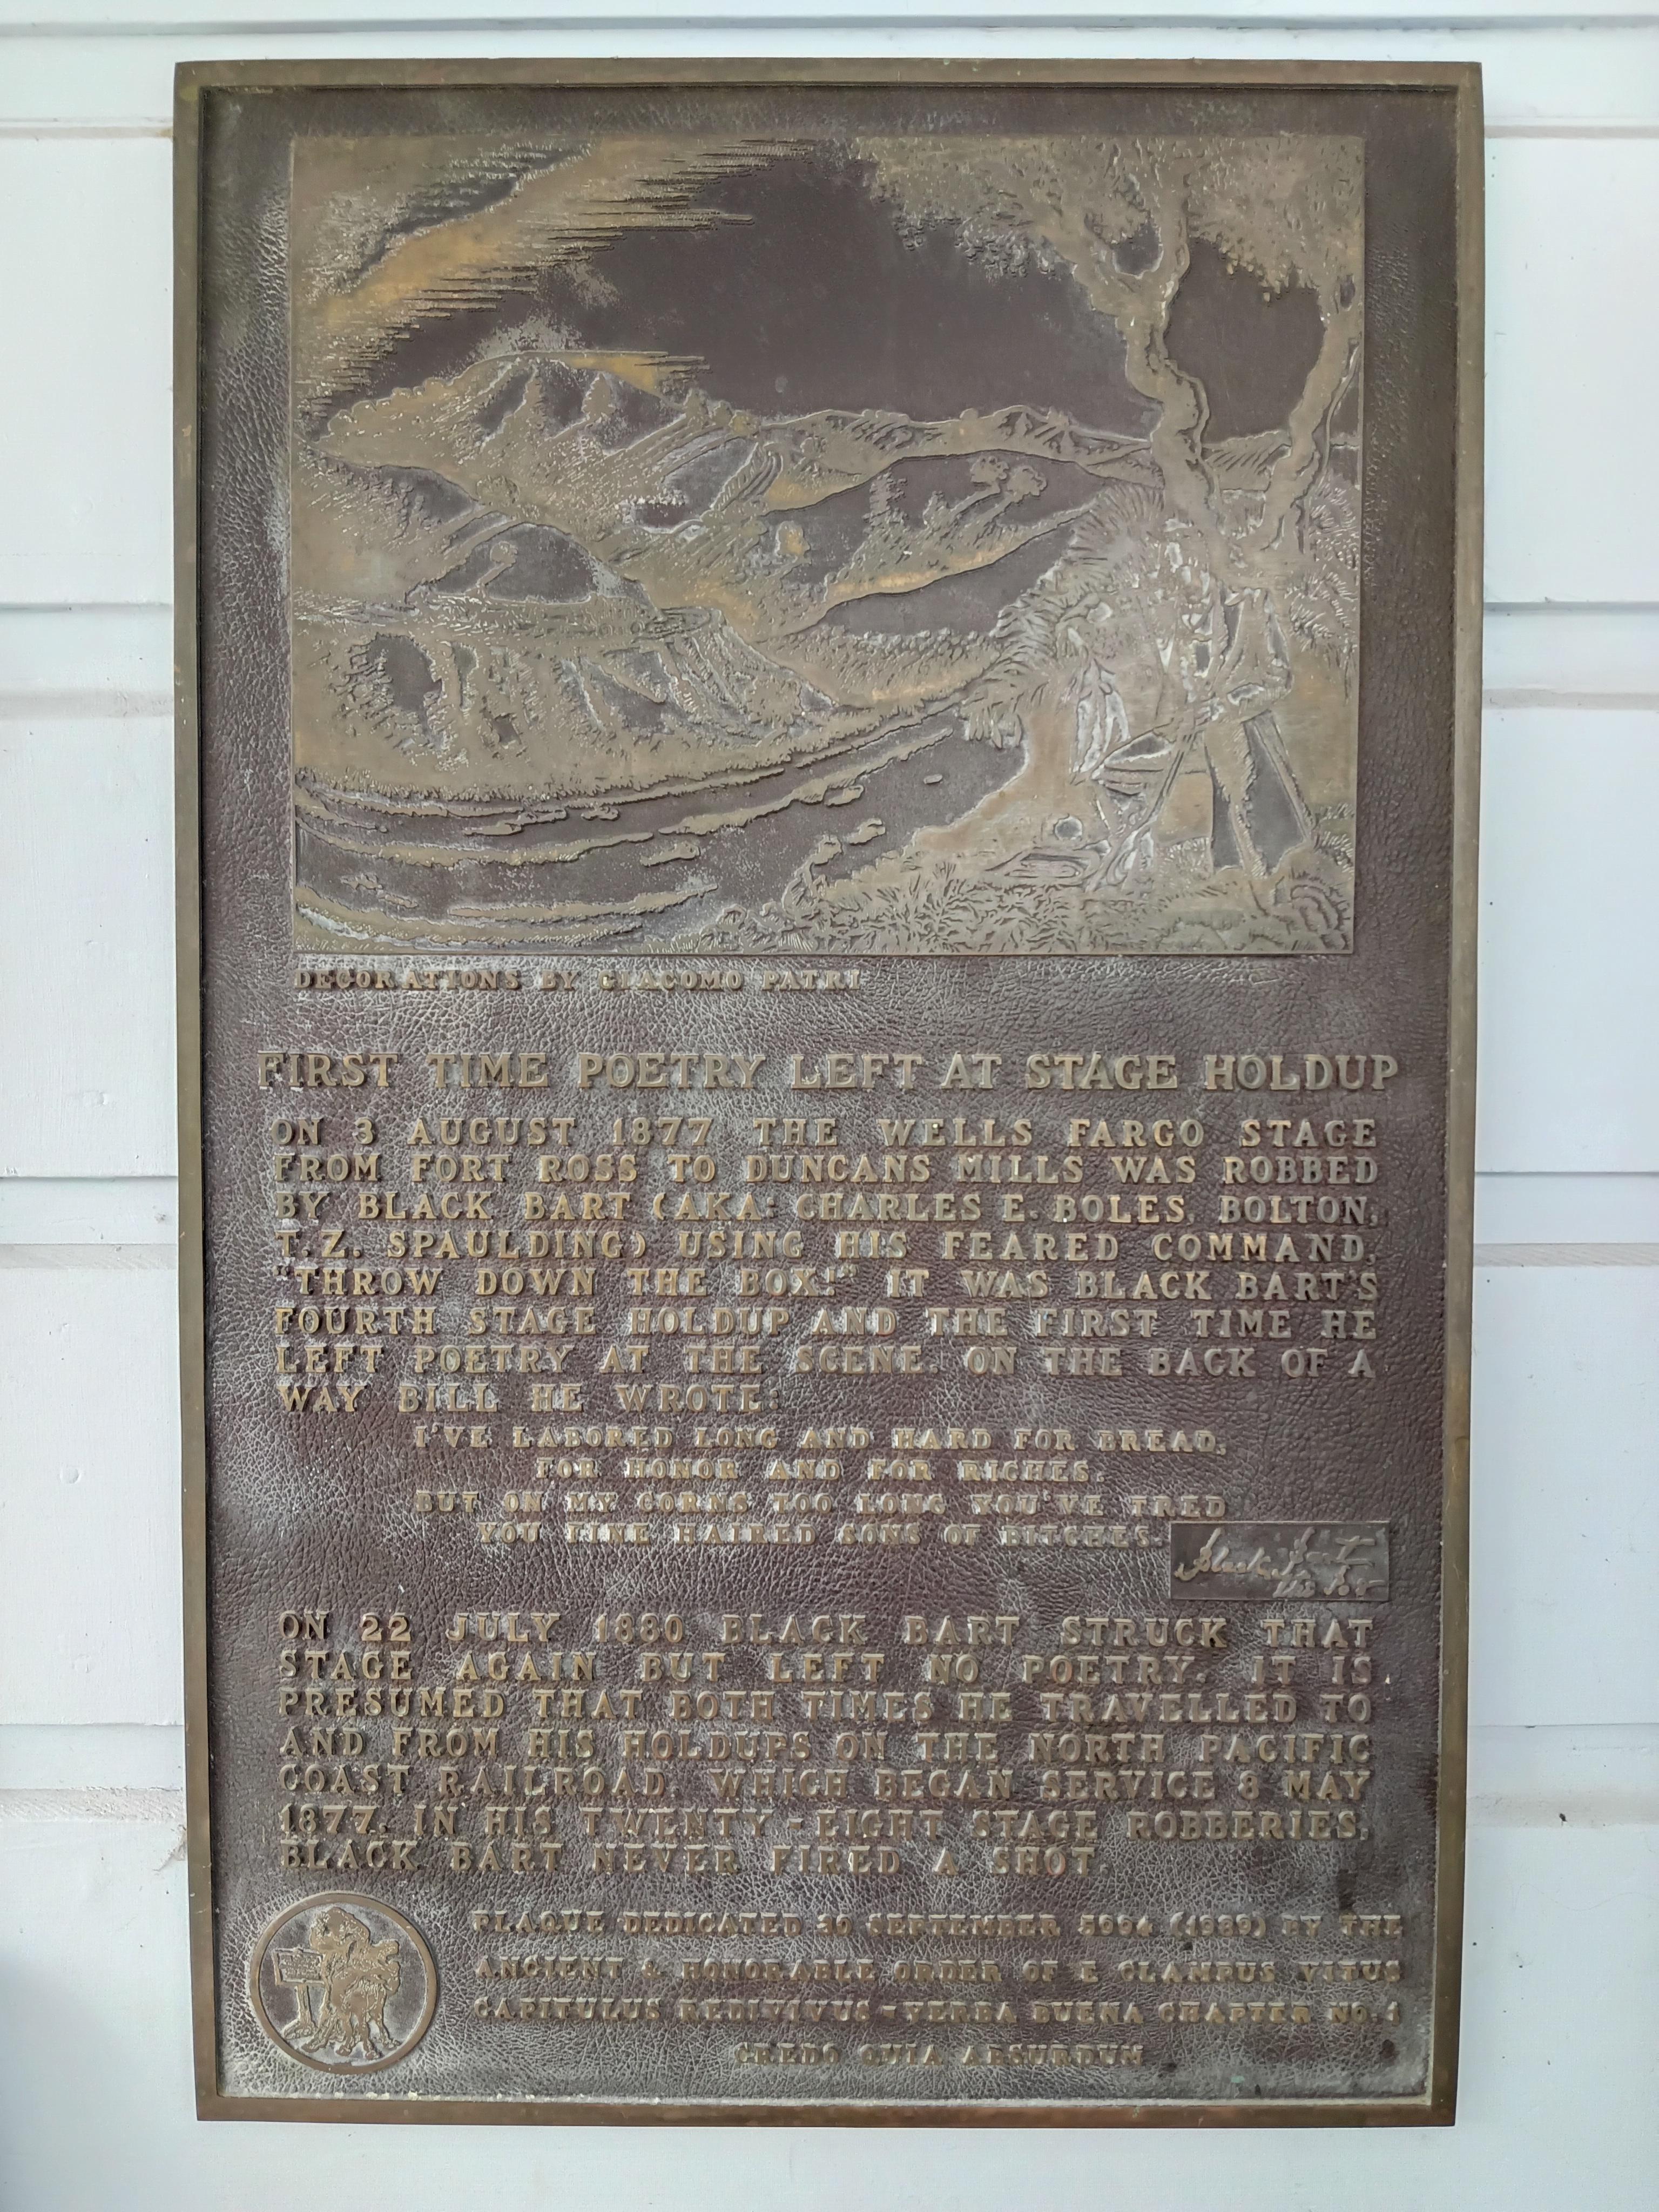 DECORATIONS BY GIACOMO PATRI
FIRST TIME POETRY LEFT AT STAGE HOLDUP
ON 3 AUGUST 1877 THE WELLS FARGO STAGE
FROM FORT ROSS TO DUNCANS MILLS WAS ROBBED
BY BLACK BART (AKA: CHARLES E. BOLES, BOLTON,
T.Z. SPAULDING) USING HIS FEARED COMMAND,
"THROW DOWN THE BOX!" IT WAS BLACK BART'S
FOURTH STAGE HOLDUP AND THE FIRST TIME HE
LEFT POETRY AT THE SCENE. ON THE BACK OF A
WAY BILL HE WROTE:
I'VE LABORED LONG AND HARD FOR BREAD,
FOR HONOR AND FOR RICHES.
BUT ON MY CORNS TOO LONG YOU'VE TRED
YOU FINE HAIRED SONS OF BITCHES.
Black Bart
ON 22 JULY 1880 BLACK BART STRUCK THAT
STAGE AGAIN BUT LEFT NO POETRY. IT IS
PRESUMED THAT BOTH TIMES HE TRAVELLED TO
AND FROM HIS HOLDUPS ON THE NORTH PACIFIC
COAST RAILROAD, WHICH BEGAN SERVICE 8 MAY
1877. IN HIS TWENTY-EIGHT STAGE ROBBERIES,
BLACK BART NEVER FIRED A SHOT.
PLAQUE DEDICATED 30 SEPTEMBER 5994 (1989) BY THE
ANCIENT & HONORABLE ORDER OF E CLAMPUS VITUS
CAPITULUS REDIVIVUS - YERBA BUENA CHAPTER NO. 1
CREDO QUIA ABSURDUM